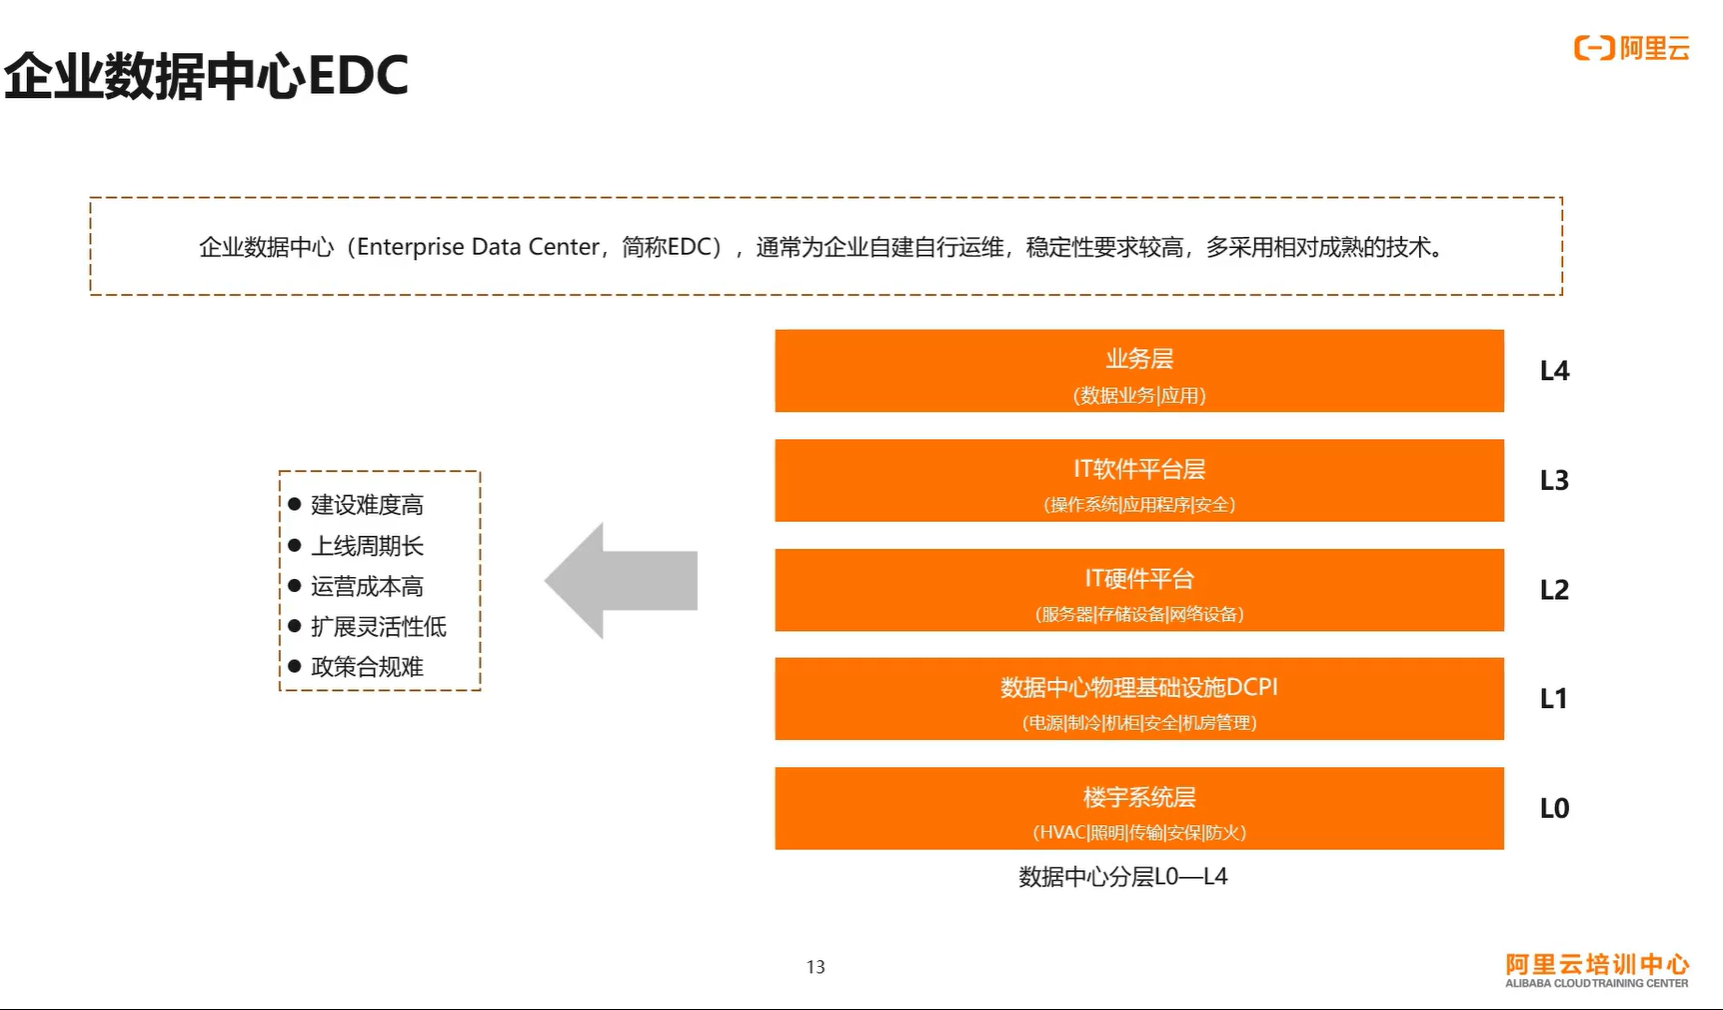 企业数据中心EDC
阿里云
企业数据中心（Enterprise Data Center，简称EDC），通常为企业自建自行运维，稳定性要求较高，多采用相对成熟的技术。
业务层
（数据业务|应用）
L4
IT软件平台层
（操作系统|应用程序|安全）
L3
IT硬件平台
（服务器|存储设备|网络设备）
L2
数据中心物理基础设施DCPI
（电源|制冷|机柜|安全|机房管理）
L1
楼宇系统层
（HVAC|照明|传输|安保|防火）
L0
数据中心分层L0—L4
● 建设难度高
● 上线周期长
● 运营成本高
● 扩展灵活性低
● 政策合规难
13
阿里云培训中心
ALIBABA CLOUD TRAINING CENTER